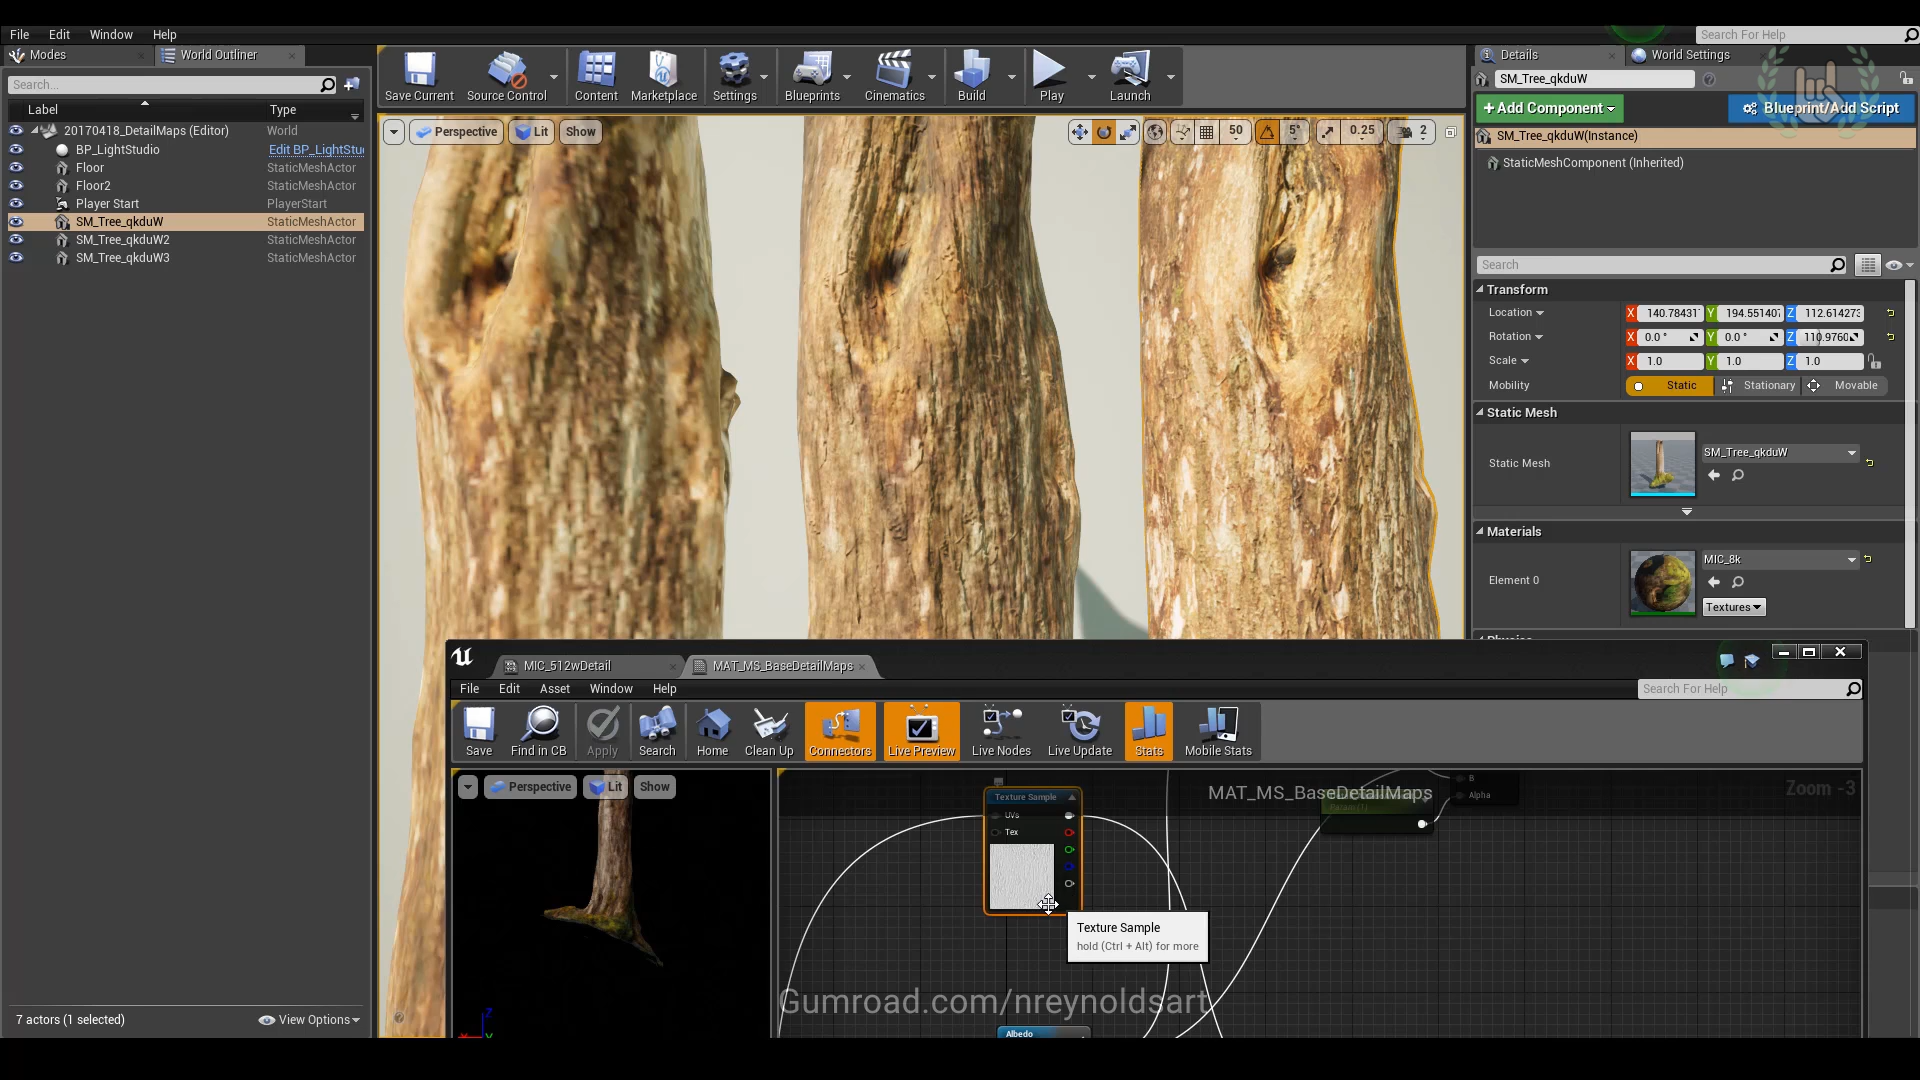 File Edit Window Help
Search For Help
Modes
World Outliner
Search...
Label Type
20170418_DetailMaps (Editor) World
BP_LightStudio Edit BP_LightStu
Floor StaticMeshActor
Floor2 StaticMeshActor
Player Start PlayerStart
SM_Tree_qkduW StaticMeshActor
SM_Tree_qkduW2 StaticMeshActor
SM_Tree_qkduW3 StaticMeshActor
7 actors (1 selected) View Options
Save Current Source Control Content Marketplace Settings Blueprints Cinematics Build Play Launch
Perspective Lit Show
50 5° 0.25 2
Details World Settings
SM_Tree_qkduW
+Add Component Blueprint/Add Script
SM_Tree_qkduW(Instance)
StaticMeshComponent (Inherited)
Search
Transform
Location X 140.78431 Y 194.551407 Z 112.614273
Rotation X 0.0 ° Y 0.0 ° Z 110.9760
Scale X 1.0 Y 1.0 Z 1.0
Mobility Static Stationary Movable
Static Mesh
Static Mesh SM_Tree_qkduW
Materials
Element 0 MIC_8k
Textures
MIC_512wDetail MAT_MS_BaseDetailMaps
File Edit Asset Window Help
Search For Help
Save Find in CB Apply Search Home Clean Up Connectors Live Preview Live Nodes Live Update Stats Mobile Stats
Perspective Lit Show
MAT_MS_BaseDetailMaps
Zoom -3
B
Alpha
Texture Sample
UVs
Tex
Texture Sample
hold (Ctrl + Alt) for more
Gumroad.com/nreynoldsart
Albedo
Z